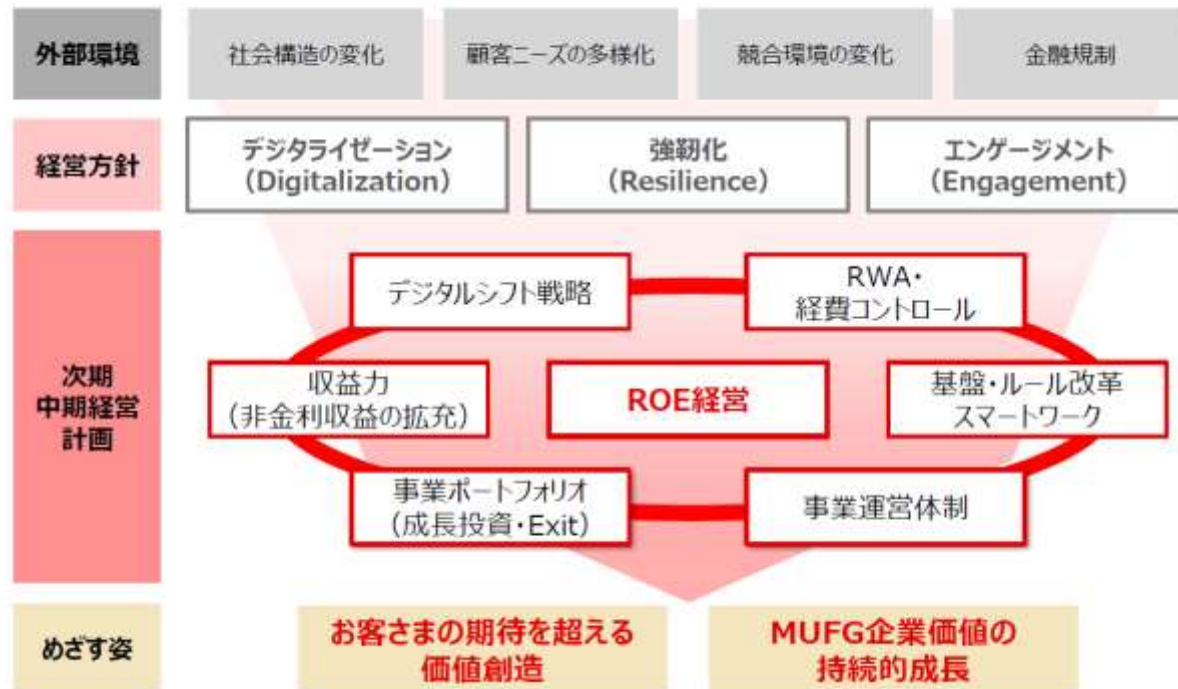 外部環境
社会構造の変化
顧客ニーズの多様化
競合環境の変化
金融規制
経営方針
デジタライゼーション
（Digitalization）
強靭化
（Resilience）
エンゲージメント
（Engagement）
次期
中期経営
計画
デジタルシフト戦略
RWA・
経費コントロール
収益力
（非金利収益の拡充）
ROE経営
基盤・ルール改革
スマートワーク
事業ポートフォリオ
（成長投資・Exit）
事業運営体制
めざす姿
お客さまの期待を超える
価値創造
MUFG企業価値の
持続的成長